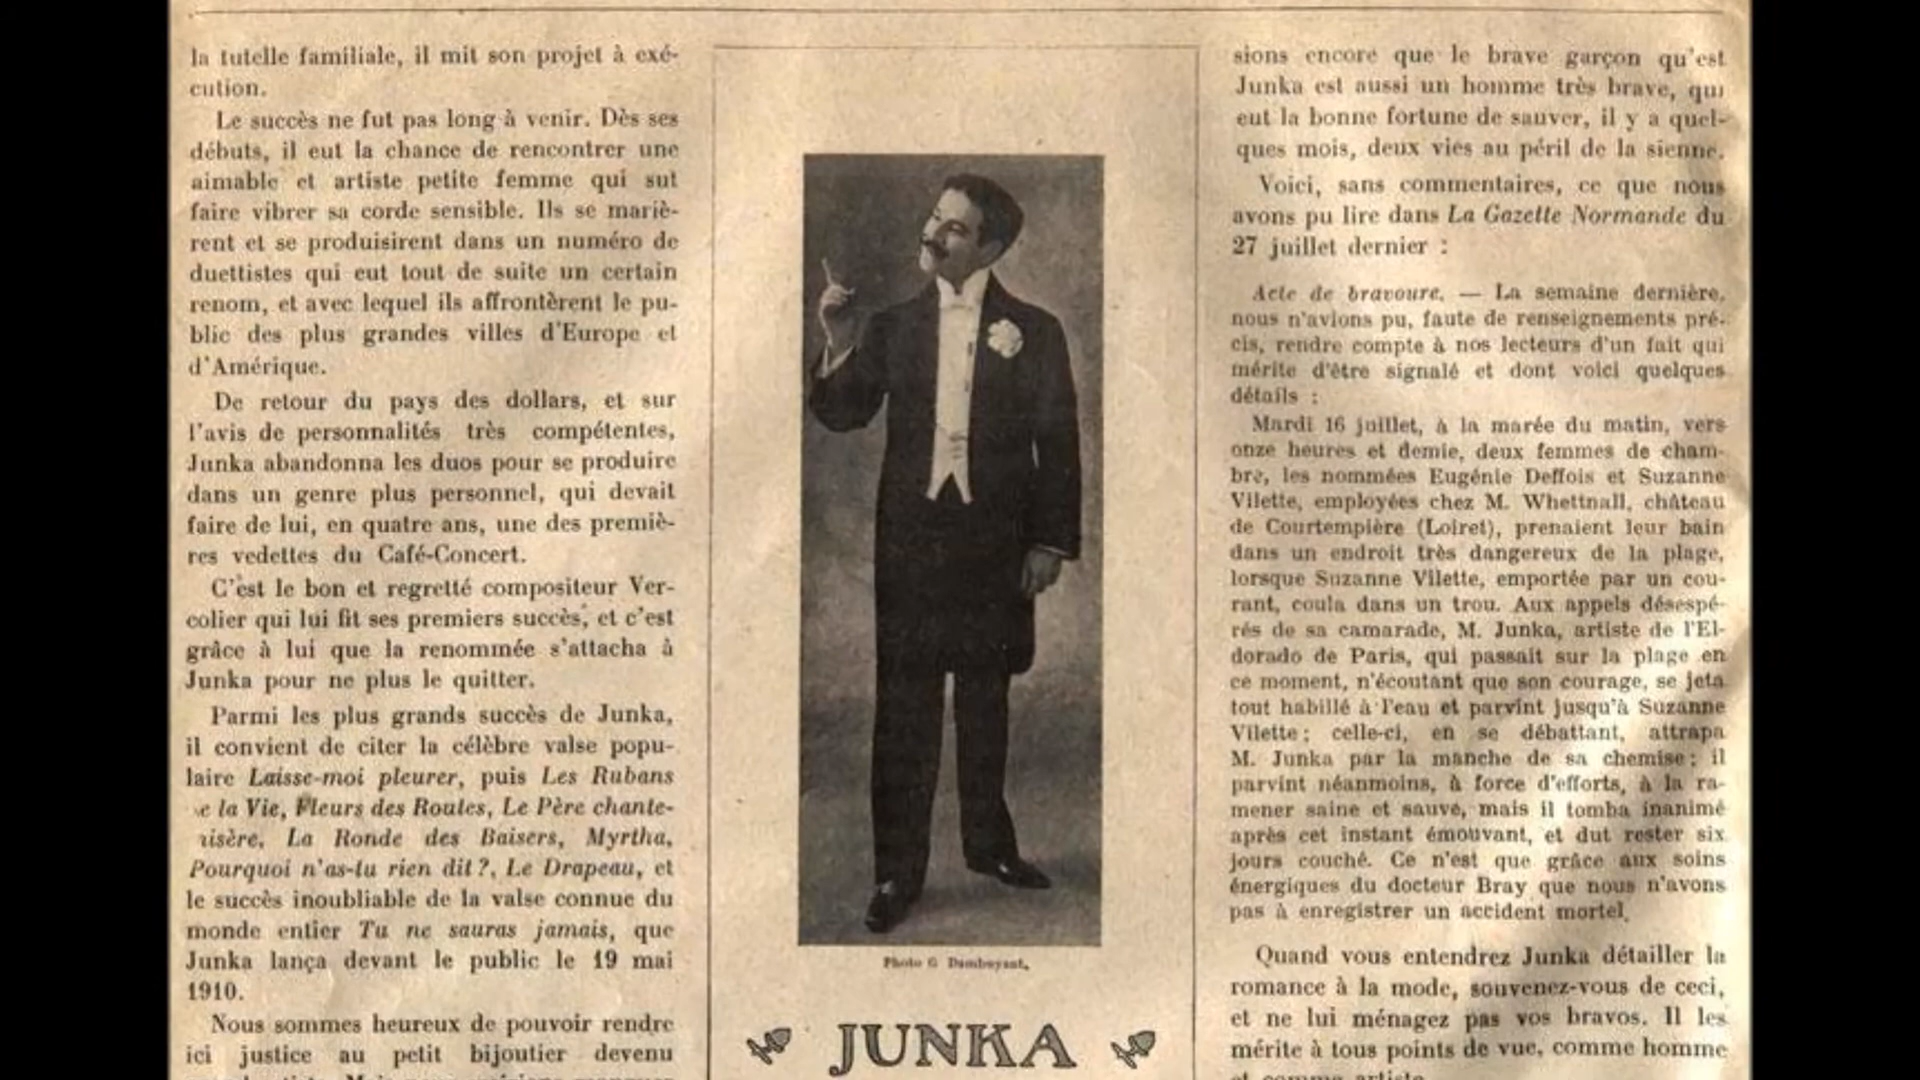 la tutelle familiale, il mit son projet à exé-
cution.
Le succès ne fut pas long à venir. Dès ses
débuts, il eut la chance de rencontrer une
aimable et artiste petite femme qui sut
faire vibrer sa corde sensible. Ils se mariè-
rent et se produisirent dans un numéro de
duettistes qui eut tout de suite un certain
renom, et avec lequel ils affrontèrent le pu-
blic des plus grandes villes d'Europe et
d'Amérique.
De retour du pays des dollars, et sur
l'avis de personnalités très compétentes,
Junka abandonna les duos pour se produire
dans un genre plus personnel, qui devait
faire de lui, en quatre ans, une des premiè-
res vedettes du Café-Concert.
C'est le bon et regretté compositeur Ver-
colier qui lui fit ses premiers succès, et c'est
grâce à lui que la renommée s'attacha à
Junka pour ne plus le quitter.
Parmi les plus grands succès de Junka,
il convient de citer la célèbre valse popu-
laire Laisse-moi pleurer, puis Les Rubans
e la Vie, Fleurs des Routes, Le Père chante-
isère, La Ronde des Baisers, Myrtha,
Pourquoi n'as-tu rien dit ?, Le Drapeau, et
le succès inoubliable de la valse connue du
monde entier Tu ne sauras jamais, que
Junka lança devant le public le 19 mai
1910.
Nous sommes heureux de pouvoir rendre
ici justice au petit bijoutier devenu
Photo G
JUNKA
sions encore que le brave garçon qu'est
Junka est aussi un homme très brave, qui
eut la bonne fortune de sauver, il y a quel-
ques mois, deux vies au péril de la sienne.
Voici, sans commentaires, ce que nous
avons pu lire dans La Gazette Normande du
27 juillet dernier :
Acte de bravoure. — La semaine dernière,
nous n'avions pu, faute de renseignements pré-
cis, rendre compte à nos lecteurs d'un fait qui
mérite d'être signalé et dont voici quelques
détails :
Mardi 16 juillet, à la marée du matin, vers
onze heures et demie, deux femmes de cham-
bre, les nommées Eugénie Deffois et Suzanne
Vilette, employées chez M. Whettnall, château
de Courtempière (Loiret), prenaient leur bain
dans un endroit très dangereux de la plage,
lorsque Suzanne Vilette, emportée par un cou-
rant, coula dans un trou. Aux appels désespé-
rés de sa camarade, M. Junka, artiste de l'El-
dorado de Paris, qui passait sur la plage en
ce moment, n'écoutant que son courage, se jeta
tout habillé à l'eau et parvint jusqu'à Suzanne
Vilette ; celle-ci, en se débattant, attrapa
M. Junka par la manche de sa chemise ; il
parvint néanmoins, à force d'efforts, à la ra-
mener saine et sauve, mais il tomba inanimé
après cet instant émouvant, et dut rester six
jours couché. Ce n'est que grâce aux soins
énergiques du docteur Bray que nous n'avons
pas à enregistrer un accident mortel.
Quand vous entendrez Junka détailler la
romance à la mode, souvenez-vous de ceci,
et ne lui ménagez pas vos bravos. Il les
mérite à tous points de vue, comme homme
et comme artiste.